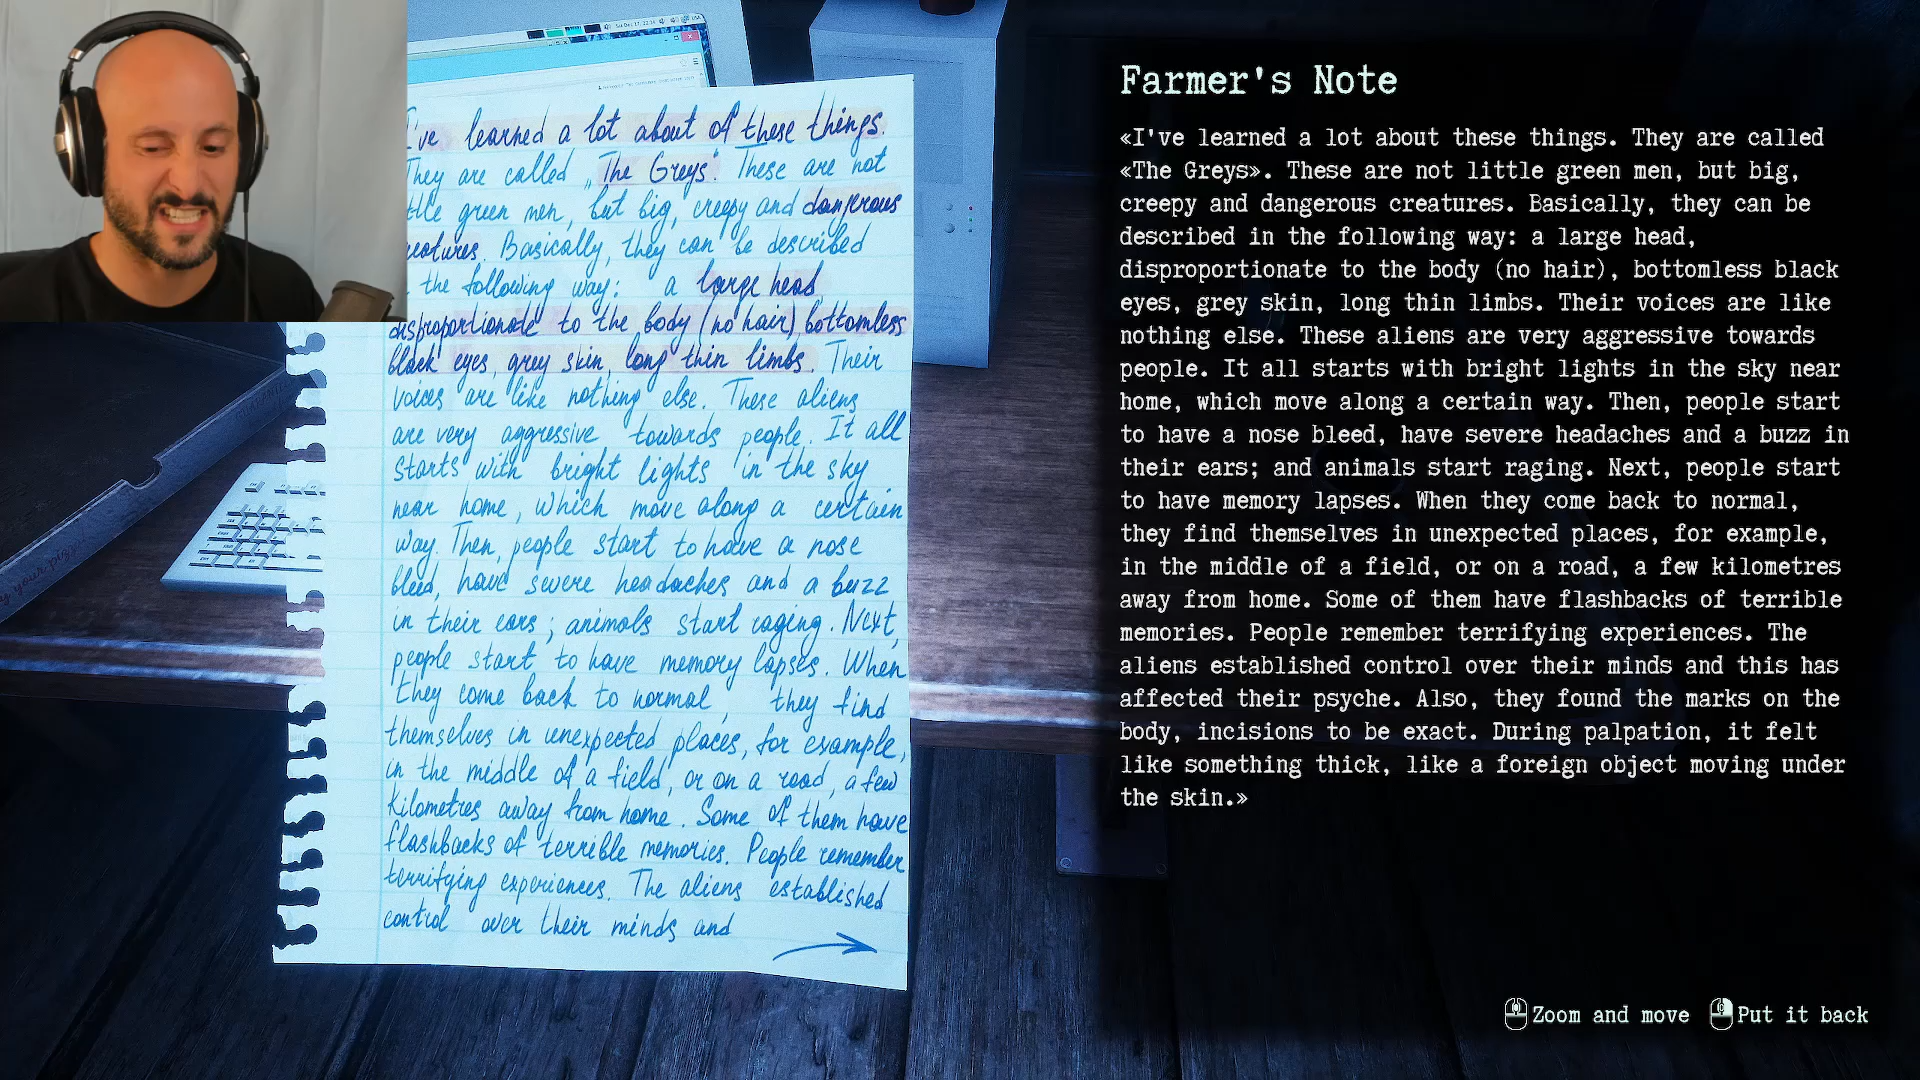 I've learned a lot about of these things.
They are called „The Greys". These are not
ttle green men, but big, creepy and dangerous
reatures. Basically, they can be described
the following way: a large head
disproportionate to the body (no hair), bottomless
black eyes, grey skin, long thin limbs. Their
voices are like nothing else. These aliens
are very aggressive towards people. It all
starts with bright lights in the sky
near home, which move along a certain
way. Then, people start to have a nose
bleed, have severe headaches and a buzz
in their ears; animals start raging. Next,
people start to have memory lapses. When
they come back to normal, they find
themselves in unexpected places, for example,
in the middle of a field, or on a road, a few
kilometres away from home. Some of them have
flashbacks of terrible memories. People remember
terrifying experiences. The aliens established
control over their minds and
Farmer's Note
«I've learned a lot about these things. They are called
«The Greys». These are not little green men, but big,
creepy and dangerous creatures. Basically, they can be
described in the following way: a large head,
disproportionate to the body (no hair), bottomless black
eyes, grey skin, long thin limbs. Their voices are like
nothing else. These aliens are very aggressive towards
people. It all starts with bright lights in the sky near
home, which move along a certain way. Then, people start
to have a nose bleed, have severe headaches and a buzz in
their ears; and animals start raging. Next, people start
to have memory lapses. When they come back to normal,
they find themselves in unexpected places, for example,
in the middle of a field, or on a road, a few kilometres
away from home. Some of them have flashbacks of terrible
memories. People remember terrifying experiences. The
aliens established control over their minds and this has
affected their psyche. Also, they found the marks on the
body, incisions to be exact. During palpation, it felt
like something thick, like a foreign object moving under
the skin.»
Zoom and move
Put it back